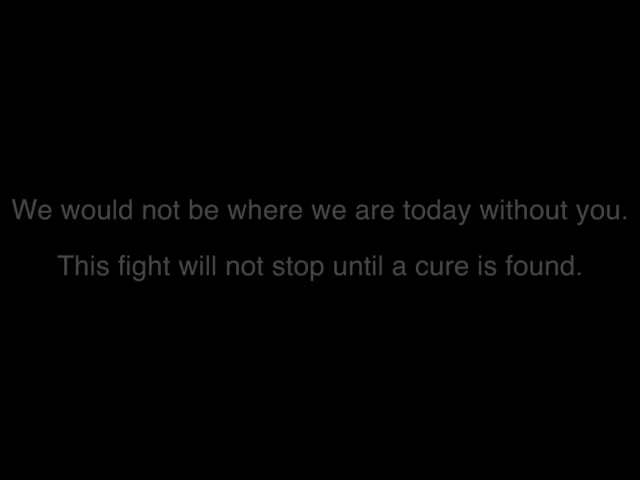 We would not be where we are today without you.
This fight will not stop until a cure is found.